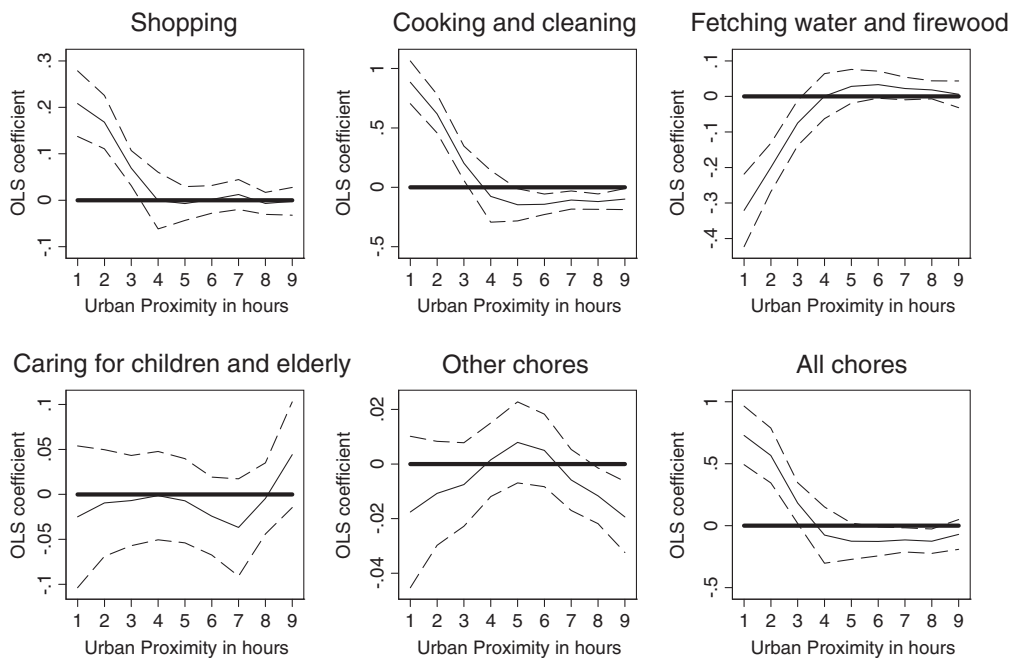 Shopping
OLS coefficient
.3
.2
.1
0
-.1
1 2 3 4 5 6 7 8 9
Urban Proximity in hours
Cooking and cleaning
OLS coefficient
1
.5
0
-.5
1 2 3 4 5 6 7 8 9
Urban Proximity in hours
Fetching water and firewood
OLS coefficient
.1
0
-.1
-.2
-.3
-.4
1 2 3 4 5 6 7 8 9
Urban Proximity in hours
Caring for children and elderly
OLS coefficient
.1
.05
0
-.05
-.1
1 2 3 4 5 6 7 8 9
Urban Proximity in hours
Other chores
OLS coefficient
.02
0
-.02
-.04
1 2 3 4 5 6 7 8 9
Urban Proximity in hours
All chores
OLS coefficient
1
.5
0
-.5
1 2 3 4 5 6 7 8 9
Urban Proximity in hours